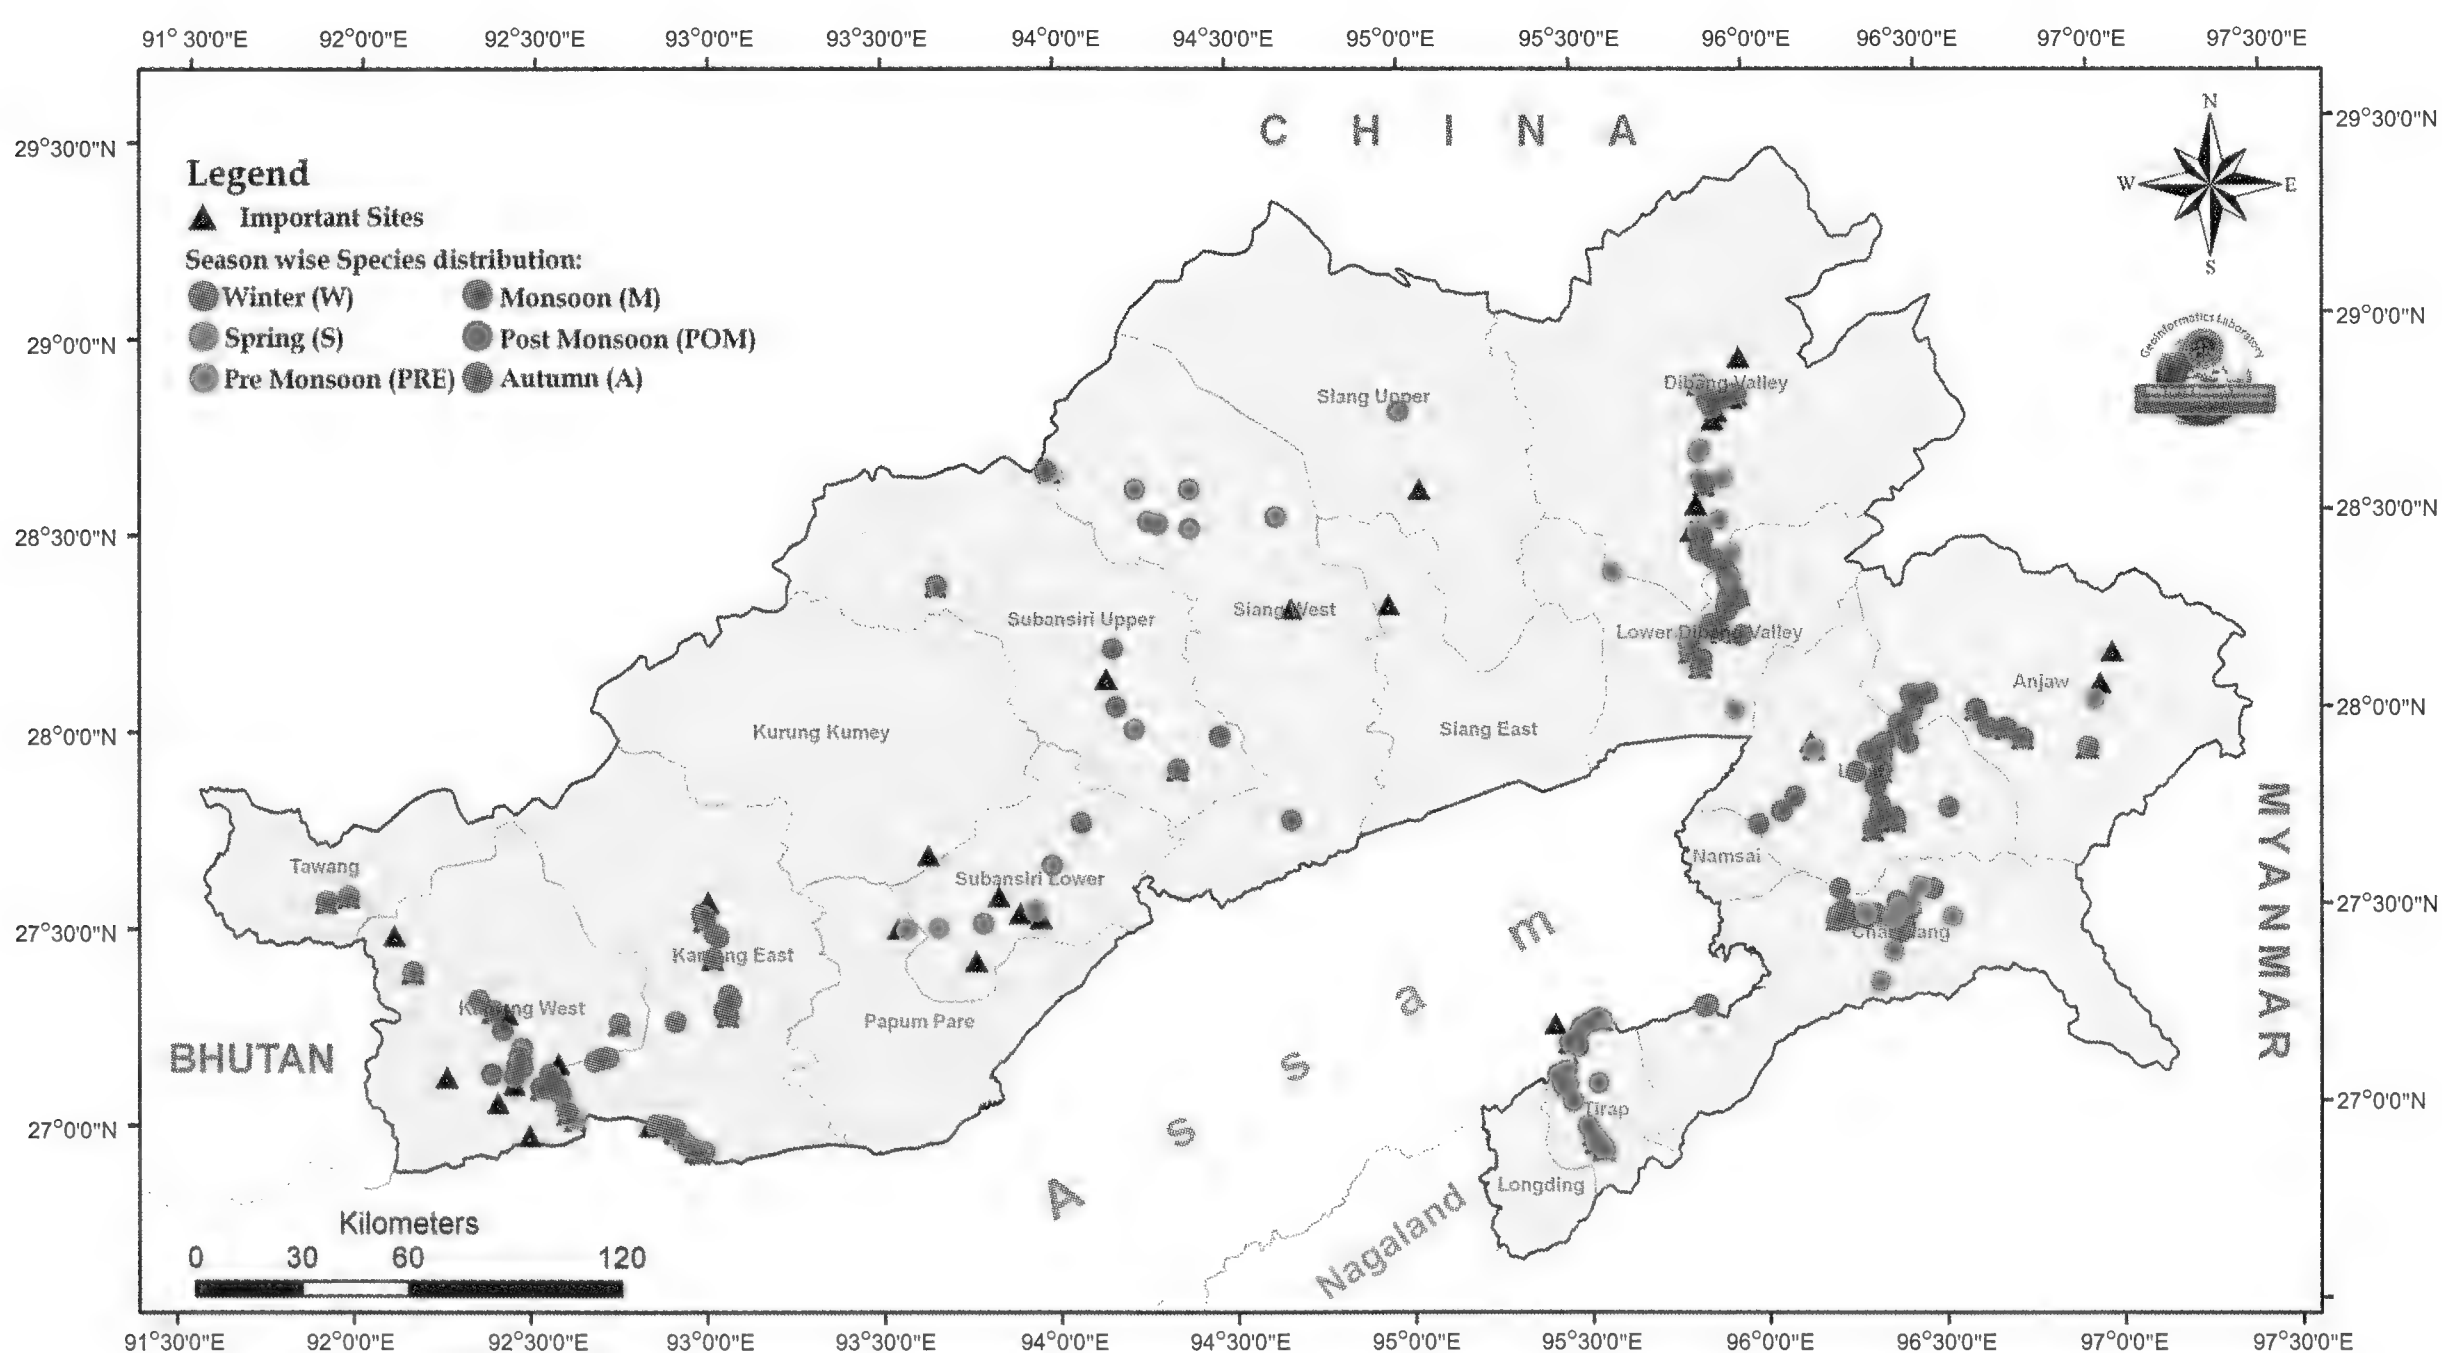 91°30'0"E 92°0'0"E 92°30'0"E 93°0'0"E 93°30'0"E 94°0'0"E 94°30'0"E 95°0'0"E 95°30'0"E 96°0'0"E 96°30'0"E 97°0'0"E 97°30'0"E
29°30'0"N
29°0'0"N
28°30'0"N
28°0'0"N
27°30'0"N
27°0'0"N
Legend
Important Sites
Season wise Species distribution:
Winter (W) Monsoon (M)
Spring (S) Post Monsoon (POM)
Pre Monsoon (PRE) Autumn (A)
CHINA
N
W E
S
Geoinformatics Laboratory
Dibang Valley
Siang Upper
Siang West
Subansiri Upper
Lower Dibang Valley
Anjaw
Kurung Kumey
Siang East
Namsai
Tawang
Subansiri Lower
East
West
Papum Pare
BHUTAN
Assam
MYANMAR
Tirap
Longding
Nagaland
Kilometers
0 30 60 120
29°30'0"N
29°0'0"N
28°30'0"N
28°0'0"N
27°30'0"N
27°0'0"N
91°30'0"E 92°0'0"E 92°30'0"E 93°0'0"E 93°30'0"E 94°0'0"E 94°30'0"E 95°0'0"E 95°30'0"E 96°0'0"E 96°30'0"E 97°0'0"E 97°30'0"E